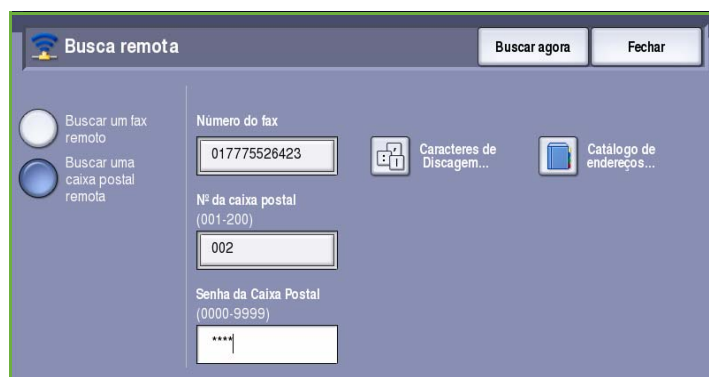 Busca remota
Buscar agora
Fechar
Buscar um fax
remoto
Buscar uma
caixa postal
remota
Número do fax
017775526423
Caracteres de
Discagem...
Catálogo de
endereços...
Nº da caixa postal
(001-200)
002
Senha da Caixa Postal
(0000-9999)
****